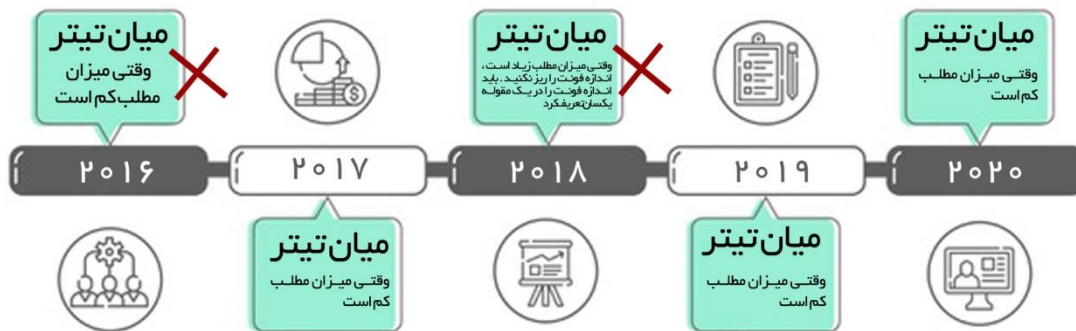 میان‌تیتر
وقتی میزان
مطلب کم است
میان‌تیتر
وقتی میزان مطلب زیاد است،
اندازه فونت را ریز نکنید. باید
اندازه فونت را در یک مقوله
یکسان تعریف کرد
میان‌تیتر
وقتی میزان مطلب
کم است
۲۰۱۶
۲۰۱۷
۲۰۱۸
۲۰۱۹
۲۰۲۰
میان‌تیتر
وقتی میزان مطلب
کم است
میان‌تیتر
وقتی میزان مطلب
کم است